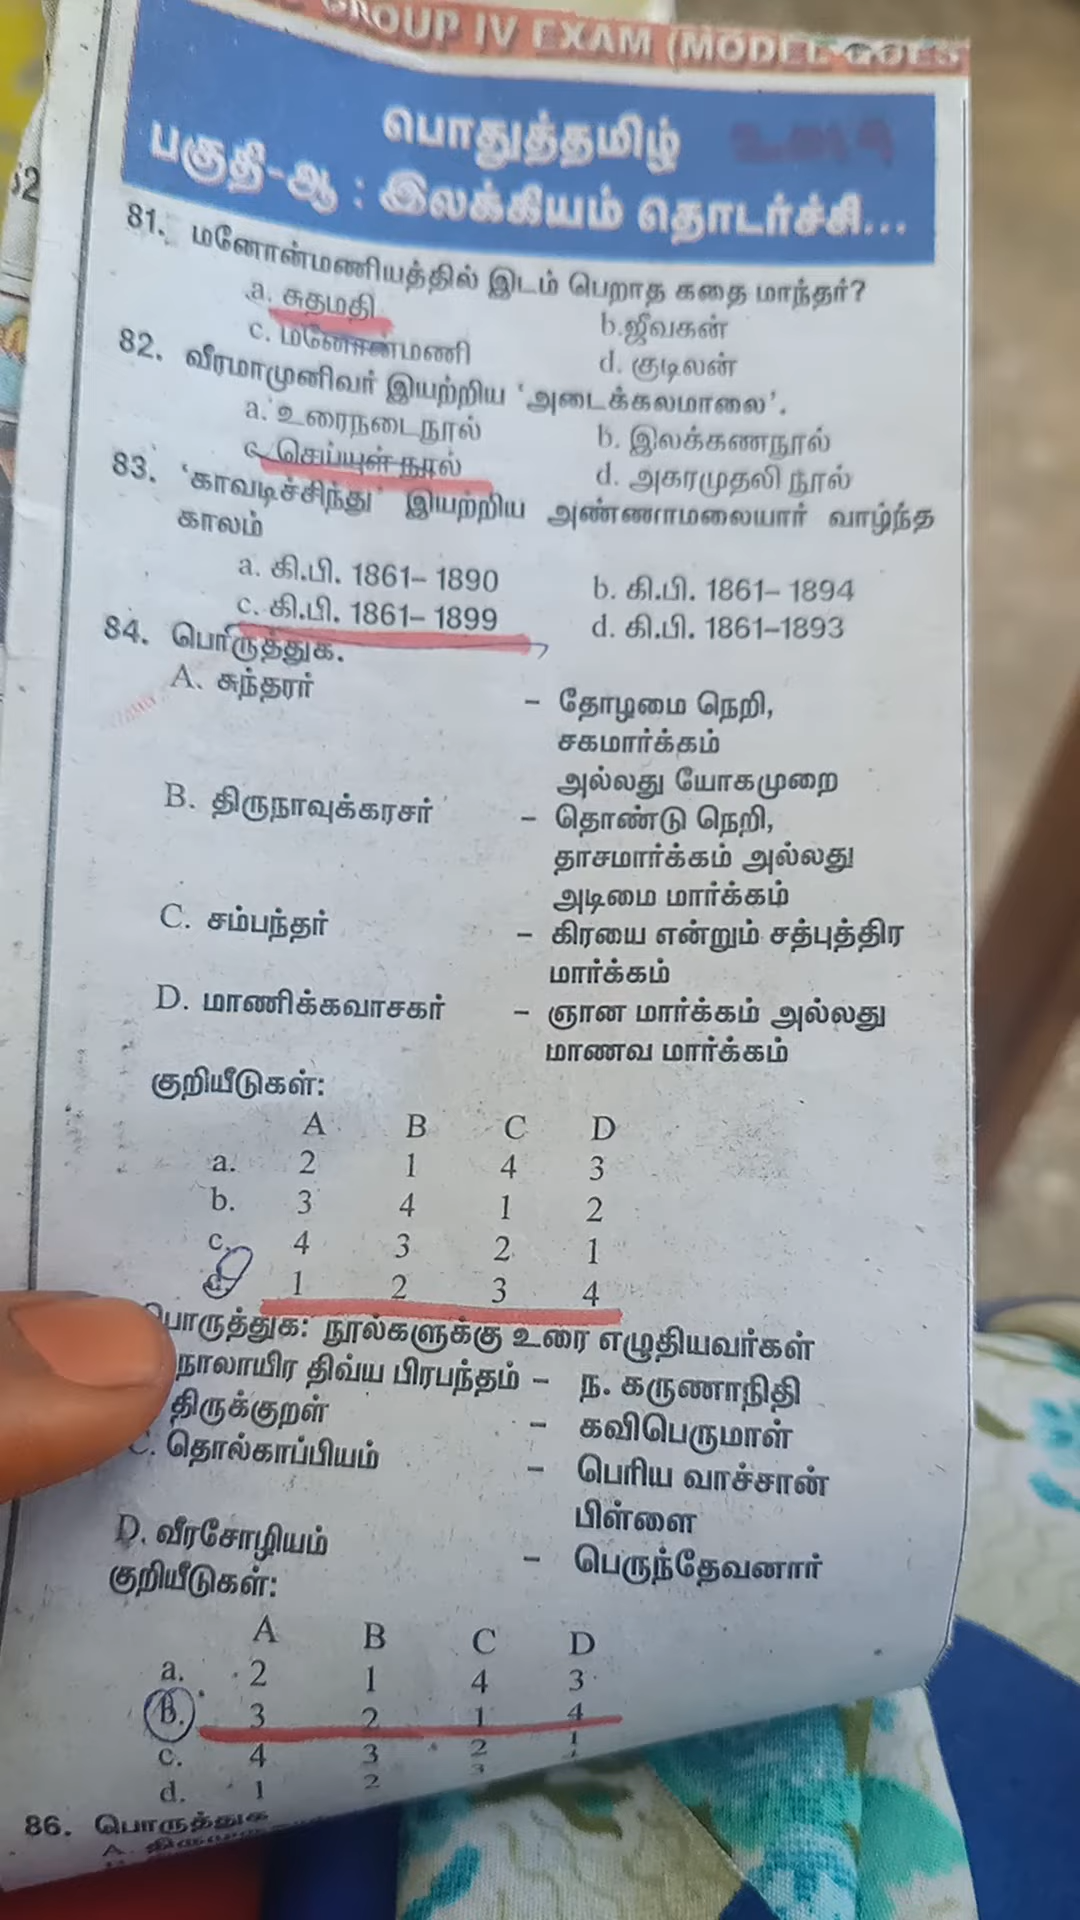 GROUP IV EXAM (MODEL
பொதுத்தமிழ்
பகுதி-ஆ : இலக்கியம் தொடர்ச்சி...
81. மனோன்மணியத்தில் இடம் பெறாத கதை மாந்தர்?
a. சுதமதி b.ஜீவகன்
c. மனோன்மணி d. குடிலன்
82. வீரமாமுனிவர் இயற்றிய 'அடைக்கலமாலை'.
a. உரைநடைநூல் b. இலக்கணநூல்
c. செய்யுள் நூல் d. அகரமுதலி நூல்
83. 'காவடிச்சிந்து' இயற்றிய அண்ணாமலையார் வாழ்ந்த
காலம்
a. கி.பி. 1861– 1890 b. கி.பி. 1861– 1894
c. கி.பி. 1861– 1899 d. கி.பி. 1861–1893
84. பொருத்துக.
A. சுந்தரர் – தோழமை நெறி,
சகமார்க்கம்
அல்லது யோகமுறை
B. திருநாவுக்கரசர் – தொண்டு நெறி,
தாசமார்க்கம் அல்லது
அடிமை மார்க்கம்
C. சம்பந்தர் – கிரயை என்றும் சத்புத்திர
மார்க்கம்
D. மாணிக்கவாசகர் – ஞான மார்க்கம் அல்லது
மாணவ மார்க்கம்
குறியீடுகள்:
A B C D
a. 2 1 4 3
b. 3 4 1 2
c. 4 3 2 1
d. 1 2 3 4
பொருத்துக: நூல்களுக்கு உரை எழுதியவர்கள்
நாலாயிர திவ்ய பிரபந்தம் – ந. கருணாநிதி
திருக்குறள் – கவிபெருமாள்
C. தொல்காப்பியம் – பெரிய வாச்சான்
பிள்ளை
D. வீரசோழியம் – பெருந்தேவனார்
குறியீடுகள்:
A B C D
a. 2 1 4 3
B. 3 2 1 4
c. 4 3 2 1
d. 1 2 3
86. பொருத்துக
A.